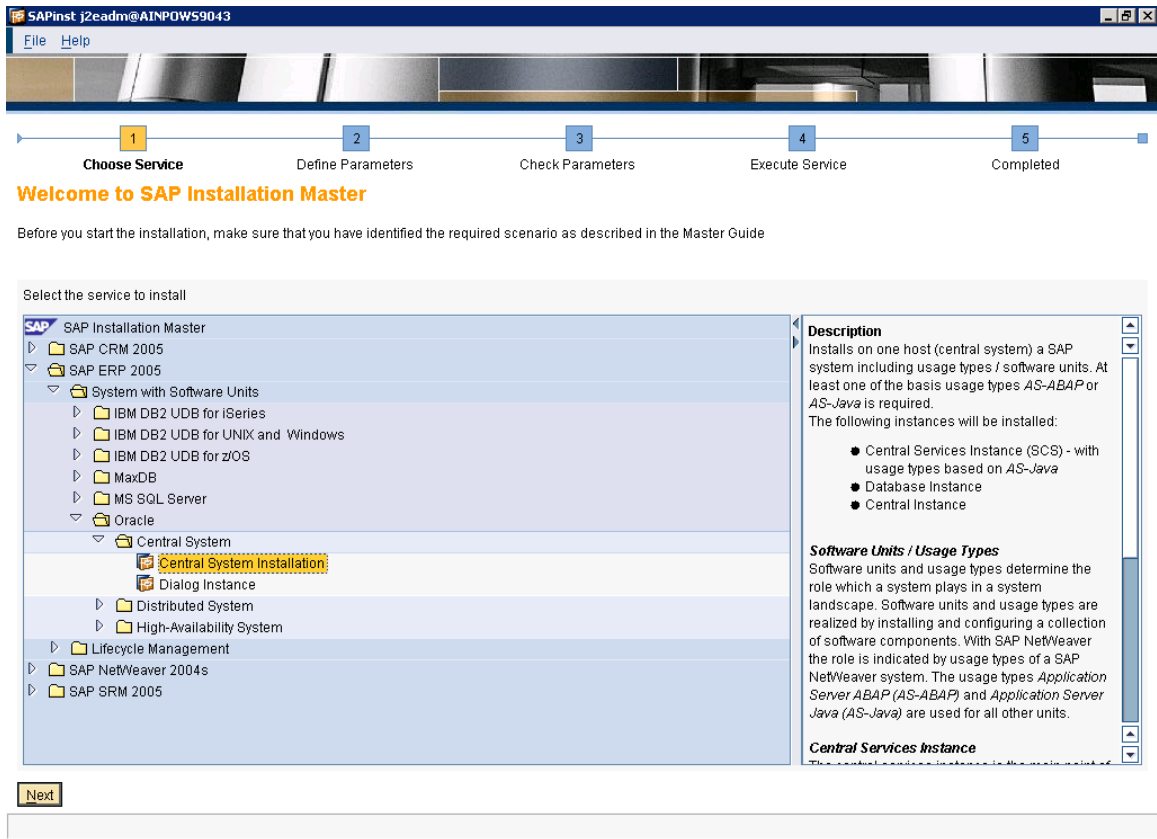 SAPinst j2eadm@AINPOWS9043
File Help
1 2 3 4 5
Choose Service Define Parameters Check Parameters Execute Service Completed
Welcome to SAP Installation Master
Before you start the installation, make sure that you have identified the required scenario as described in the Master Guide
Select the service to install
SAP SAP Installation Master
SAP CRM 2005
SAP ERP 2005
System with Software Units
IBM DB2 UDB for iSeries
IBM DB2 UDB for UNIX and Windows
IBM DB2 UDB for z/OS
MaxDB
MS SQL Server
Oracle
Central System
Central System Installation
Dialog Instance
Distributed System
High-Availability System
Lifecycle Management
SAP NetWeaver 2004s
SAP SRM 2005
Description
Installs on one host (central system) a SAP
system including usage types / software units. At
least one of the basis usage types AS-ABAP or
AS-Java is required.
The following instances will be installed:
Central Services Instance (SCS) - with
usage types based on AS-Java
Database Instance
Central Instance
Software Units / Usage Types
Software units and usage types determine the
role which a system plays in a system
landscape. Software units and usage types are
realized by installing and configuring a collection
of software components. With SAP NetWeaver
the role is indicated by usage types of a SAP
NetWeaver system. The usage types Application
Server ABAP (AS-ABAP) and Application Server
Java (AS-Java) are used for all other units.
Central Services Instance
Next